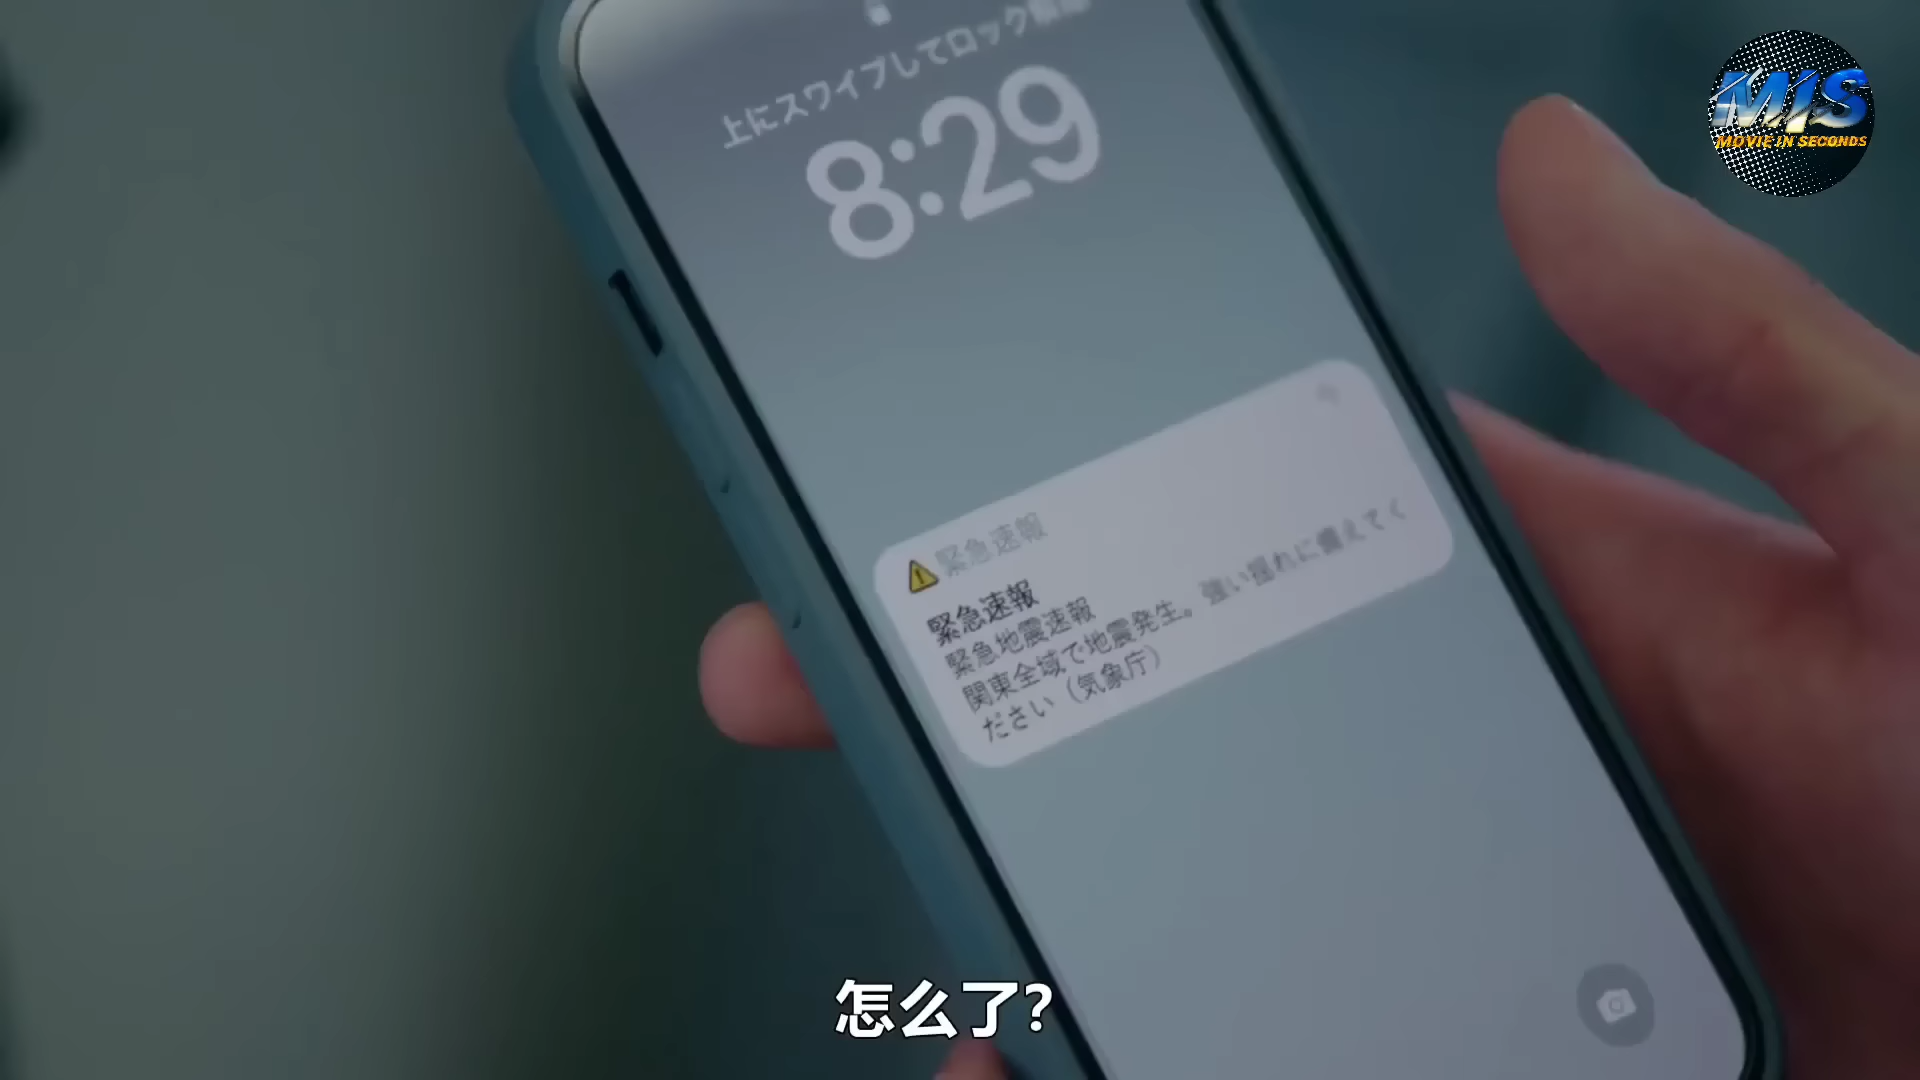 上にスワイプしてロック解除
8:29
緊急速報
緊急速報
緊急地震速報
関東全域で地震発生。強い揺れに備えてく
ださい（気象庁）
MIS
MOVIE IN SECONDS
怎么了?